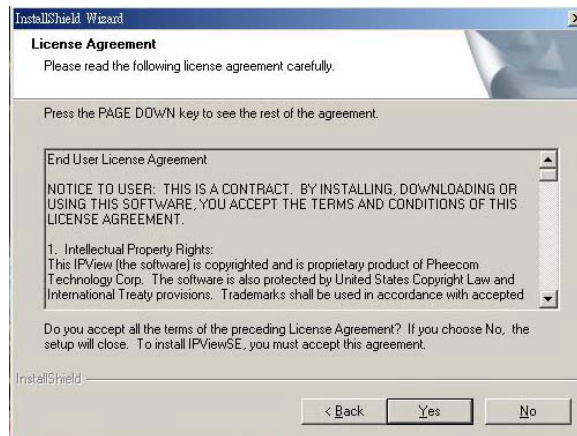 InstallShield Wizard
License Agreement
Please read the following license agreement carefully.
Press the PAGE DOWN key to see the rest of the agreement.
End User License Agreement
NOTICE TO USER: THIS IS A CONTRACT. BY INSTALLING, DOWNLOADING OR
USING THIS SOFTWARE, YOU ACCEPT THE TERMS AND CONDITIONS OF THIS
LICENSE AGREEMENT.
1. Intellectual Property Rights:
This IPView (the software) is copyrighted and is proprietary product of Pheecom
Technology Corp. The software is also protected by United States Copyright Law and
International Treaty provisions. Trademarks shall be used in accordance with accepted
Do you accept all the terms of the preceding License Agreement? If you choose No, the
setup will close. To install IPViewSE, you must accept this agreement.
InstallShield
< Back
Yes
No